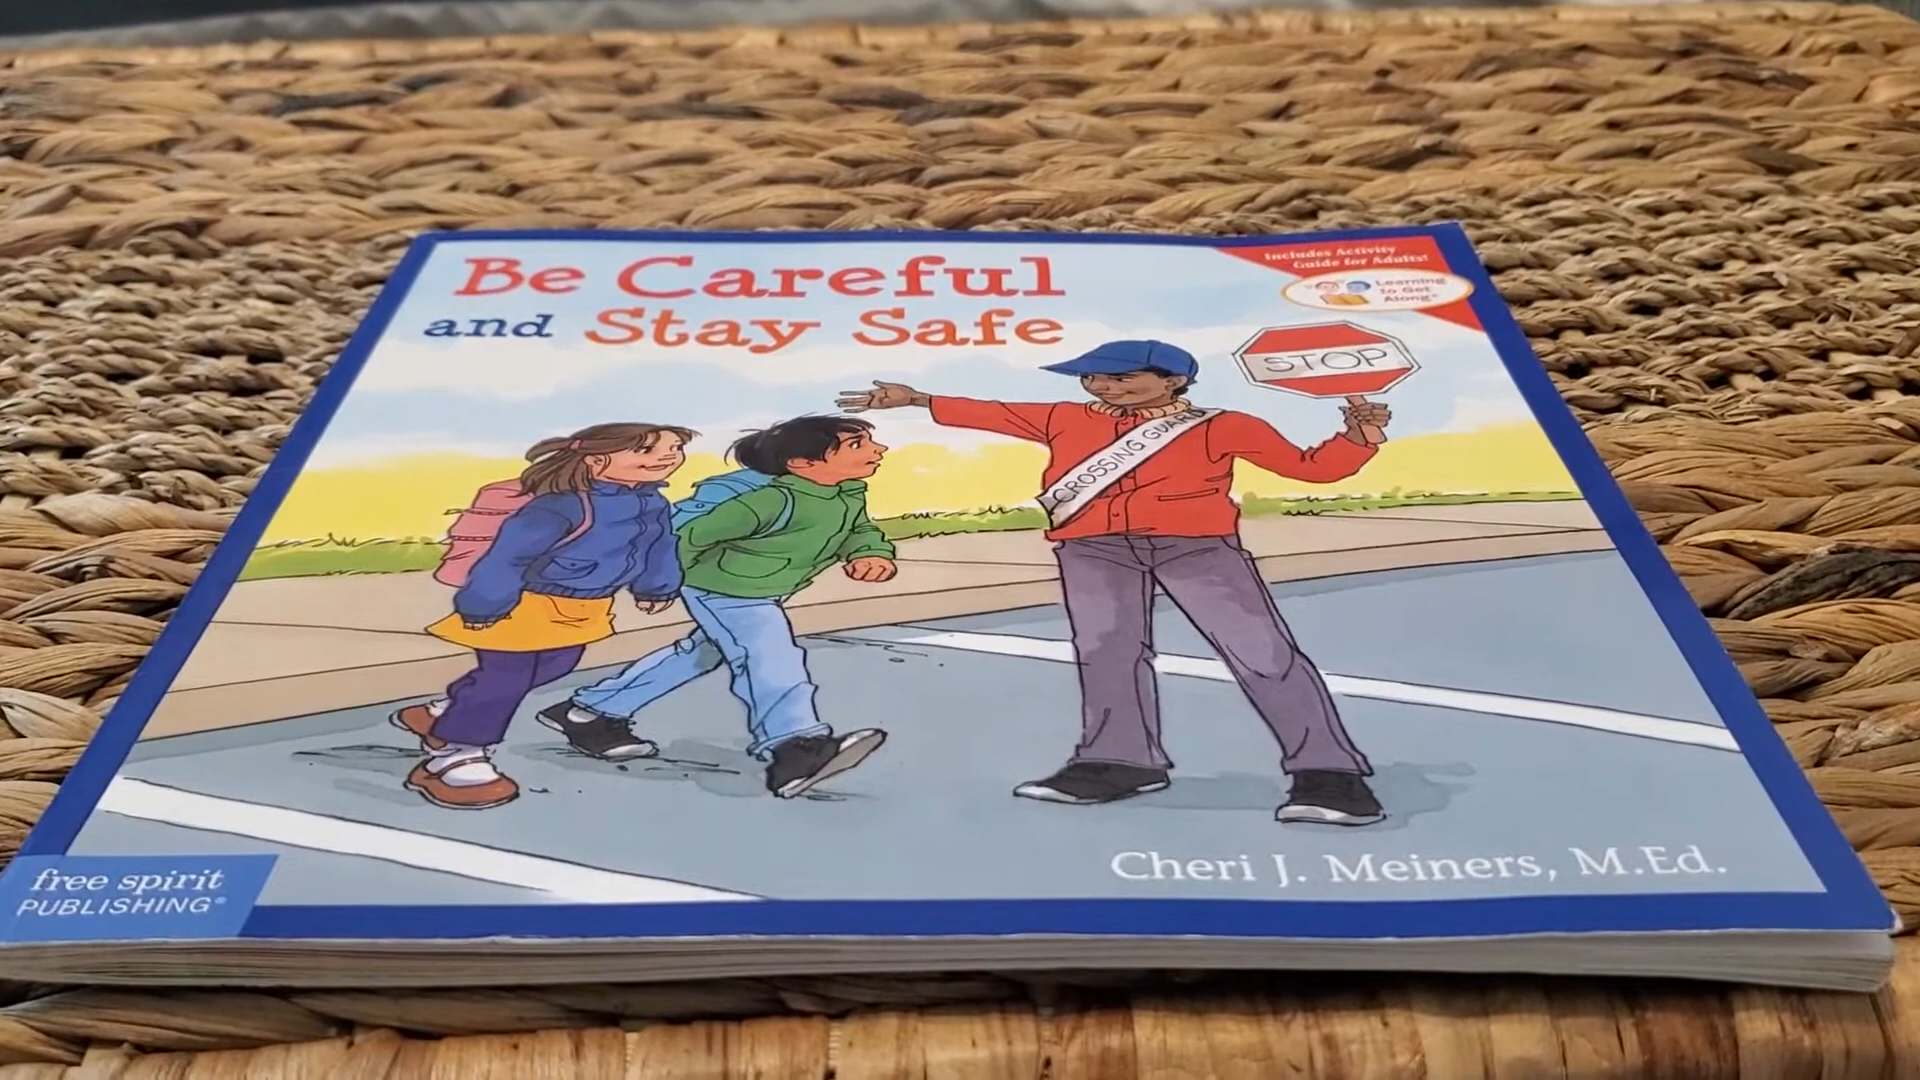 Be Careful
and Stay Safe
Includes Activity
Guide for Adults!
Learning
to Get
Along®
STOP
CROSSING GUARD
Cheri J. Meiners, M.Ed.
free spirit
PUBLISHING®